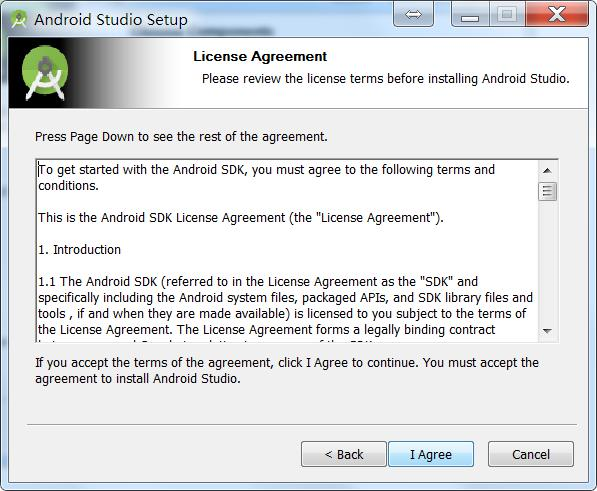 Android Studio Setup
License Agreement
Please review the license terms before installing Android Studio.
Press Page Down to see the rest of the agreement.
To get started with the Android SDK, you must agree to the following terms and
conditions.
This is the Android SDK License Agreement (the "License Agreement").
1. Introduction
1.1 The Android SDK (referred to in the License Agreement as the "SDK" and
specifically including the Android system files, packaged APIs, and SDK library files and
tools , if and when they are made available) is licensed to you subject to the terms of
the License Agreement. The License Agreement forms a legally binding contract
If you accept the terms of the agreement, click I Agree to continue. You must accept the
agreement to install Android Studio.
< Back
I Agree
Cancel